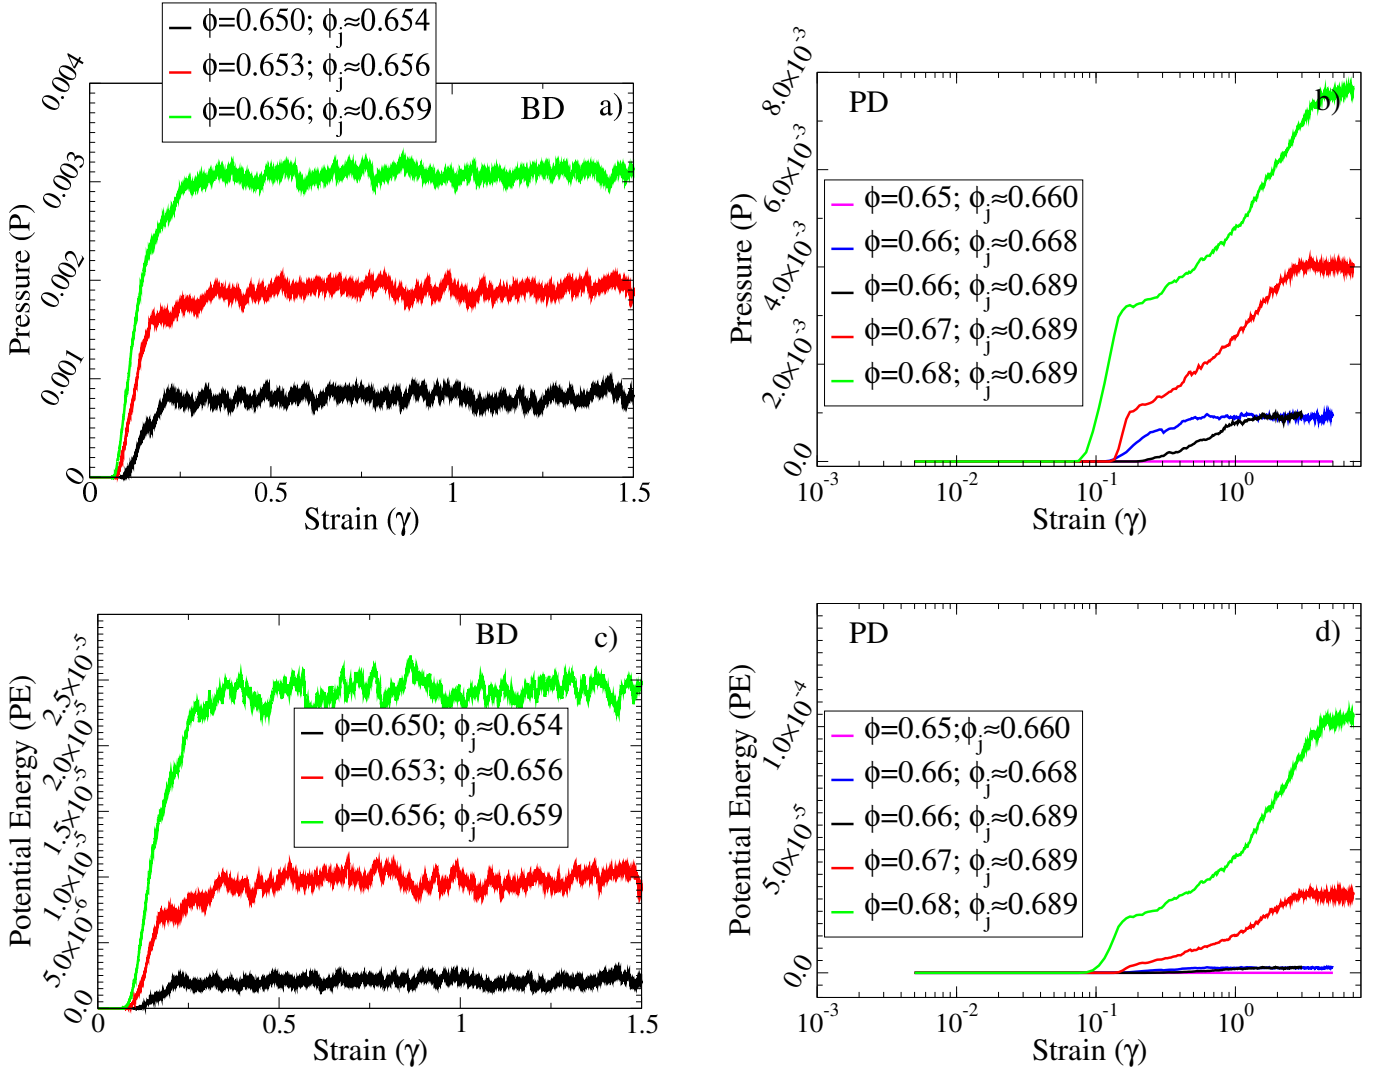 ϕ=0.650; ϕj≈0.654
ϕ=0.653; ϕj≈0.656
ϕ=0.656; ϕj≈0.659
BD
a)
0.004
0.003
0.002
0.001
0
Pressure (P)
0
0.5
1
1.5
Strain (γ)
PD
b)
8.0×10-3
6.0×10-3
4.0×10-3
2.0×10-3
0.0
Pressure (P)
ϕ=0.65; ϕj≈0.660
ϕ=0.66; ϕj≈0.668
ϕ=0.66; ϕj≈0.689
ϕ=0.67; ϕj≈0.689
ϕ=0.68; ϕj≈0.689
10-3
10-2
10-1
100
Strain (γ)
BD
c)
2.5×10-5
2.0×10-5
1.5×10-5
1.0×10-5
5.0×10-6
0.0
Potential Energy (PE)
ϕ=0.650; ϕj≈0.654
ϕ=0.653; ϕj≈0.656
ϕ=0.656; ϕj≈0.659
0
0.5
1
1.5
Strain (γ)
PD
d)
1.0×10-4
5.0×10-5
0.0
Potential Energy (PE)
ϕ=0.65;ϕj≈0.660
ϕ=0.66; ϕj≈0.668
ϕ=0.66; ϕj≈0.689
ϕ=0.67; ϕj≈0.689
ϕ=0.68; ϕj≈0.689
10-3
10-2
10-1
100
Strain (γ)